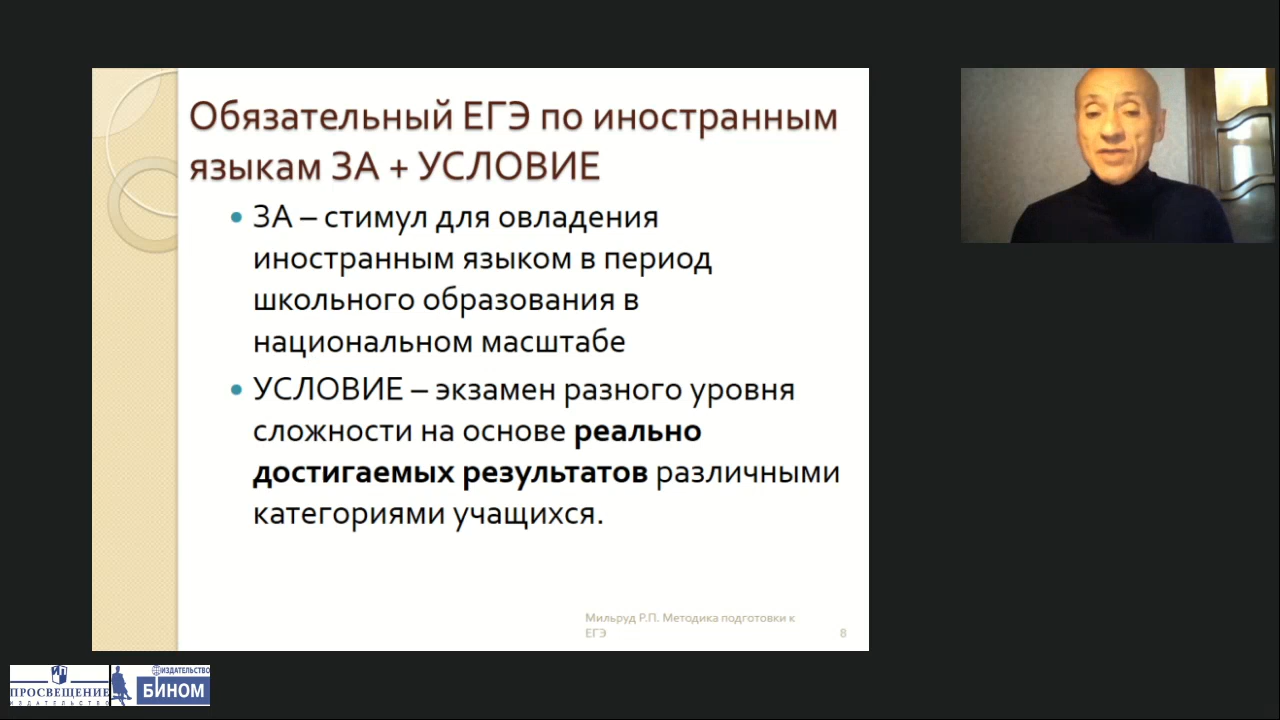 Обязательный ЕГЭ по иностранным
языкам ЗА + УСЛОВИЕ
• ЗА – стимул для овладения
иностранным языком в период
школьного образования в
национальном масштабе
• УСЛОВИЕ – экзамен разного уровня
сложности на основе реально
достигаемых результатов различными
категориями учащихся.
Мильруд Р.П. Методика подготовки к
ЕГЭ
8
ПРОСВЕЩЕНИЕ
ИЗДАТЕЛЬСТВО
ИЗДАТЕЛЬСТВО
БИНОМ